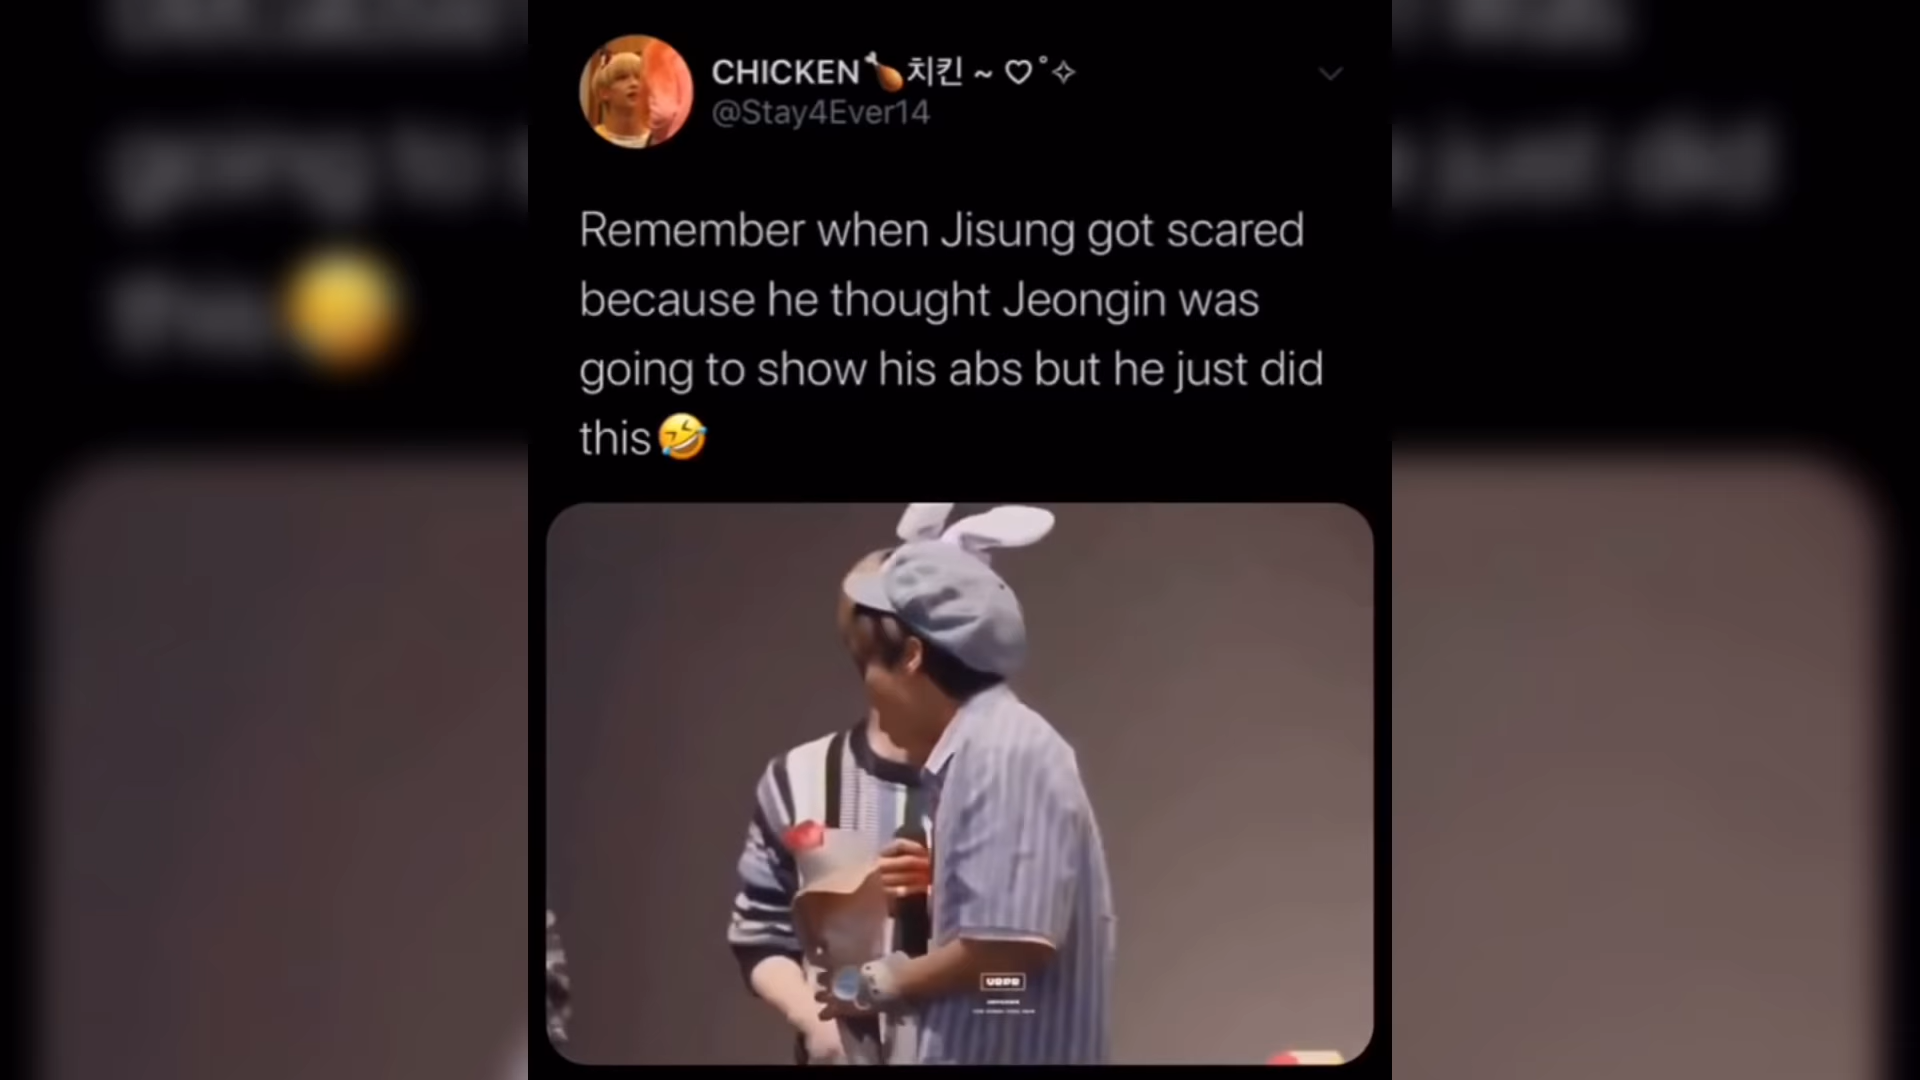 CHICKEN🍗치킨 ~ ♡˚✧
@Stay4Ever14
Remember when Jisung got scared
because he thought Jeongin was
going to show his abs but he just did
this🤣